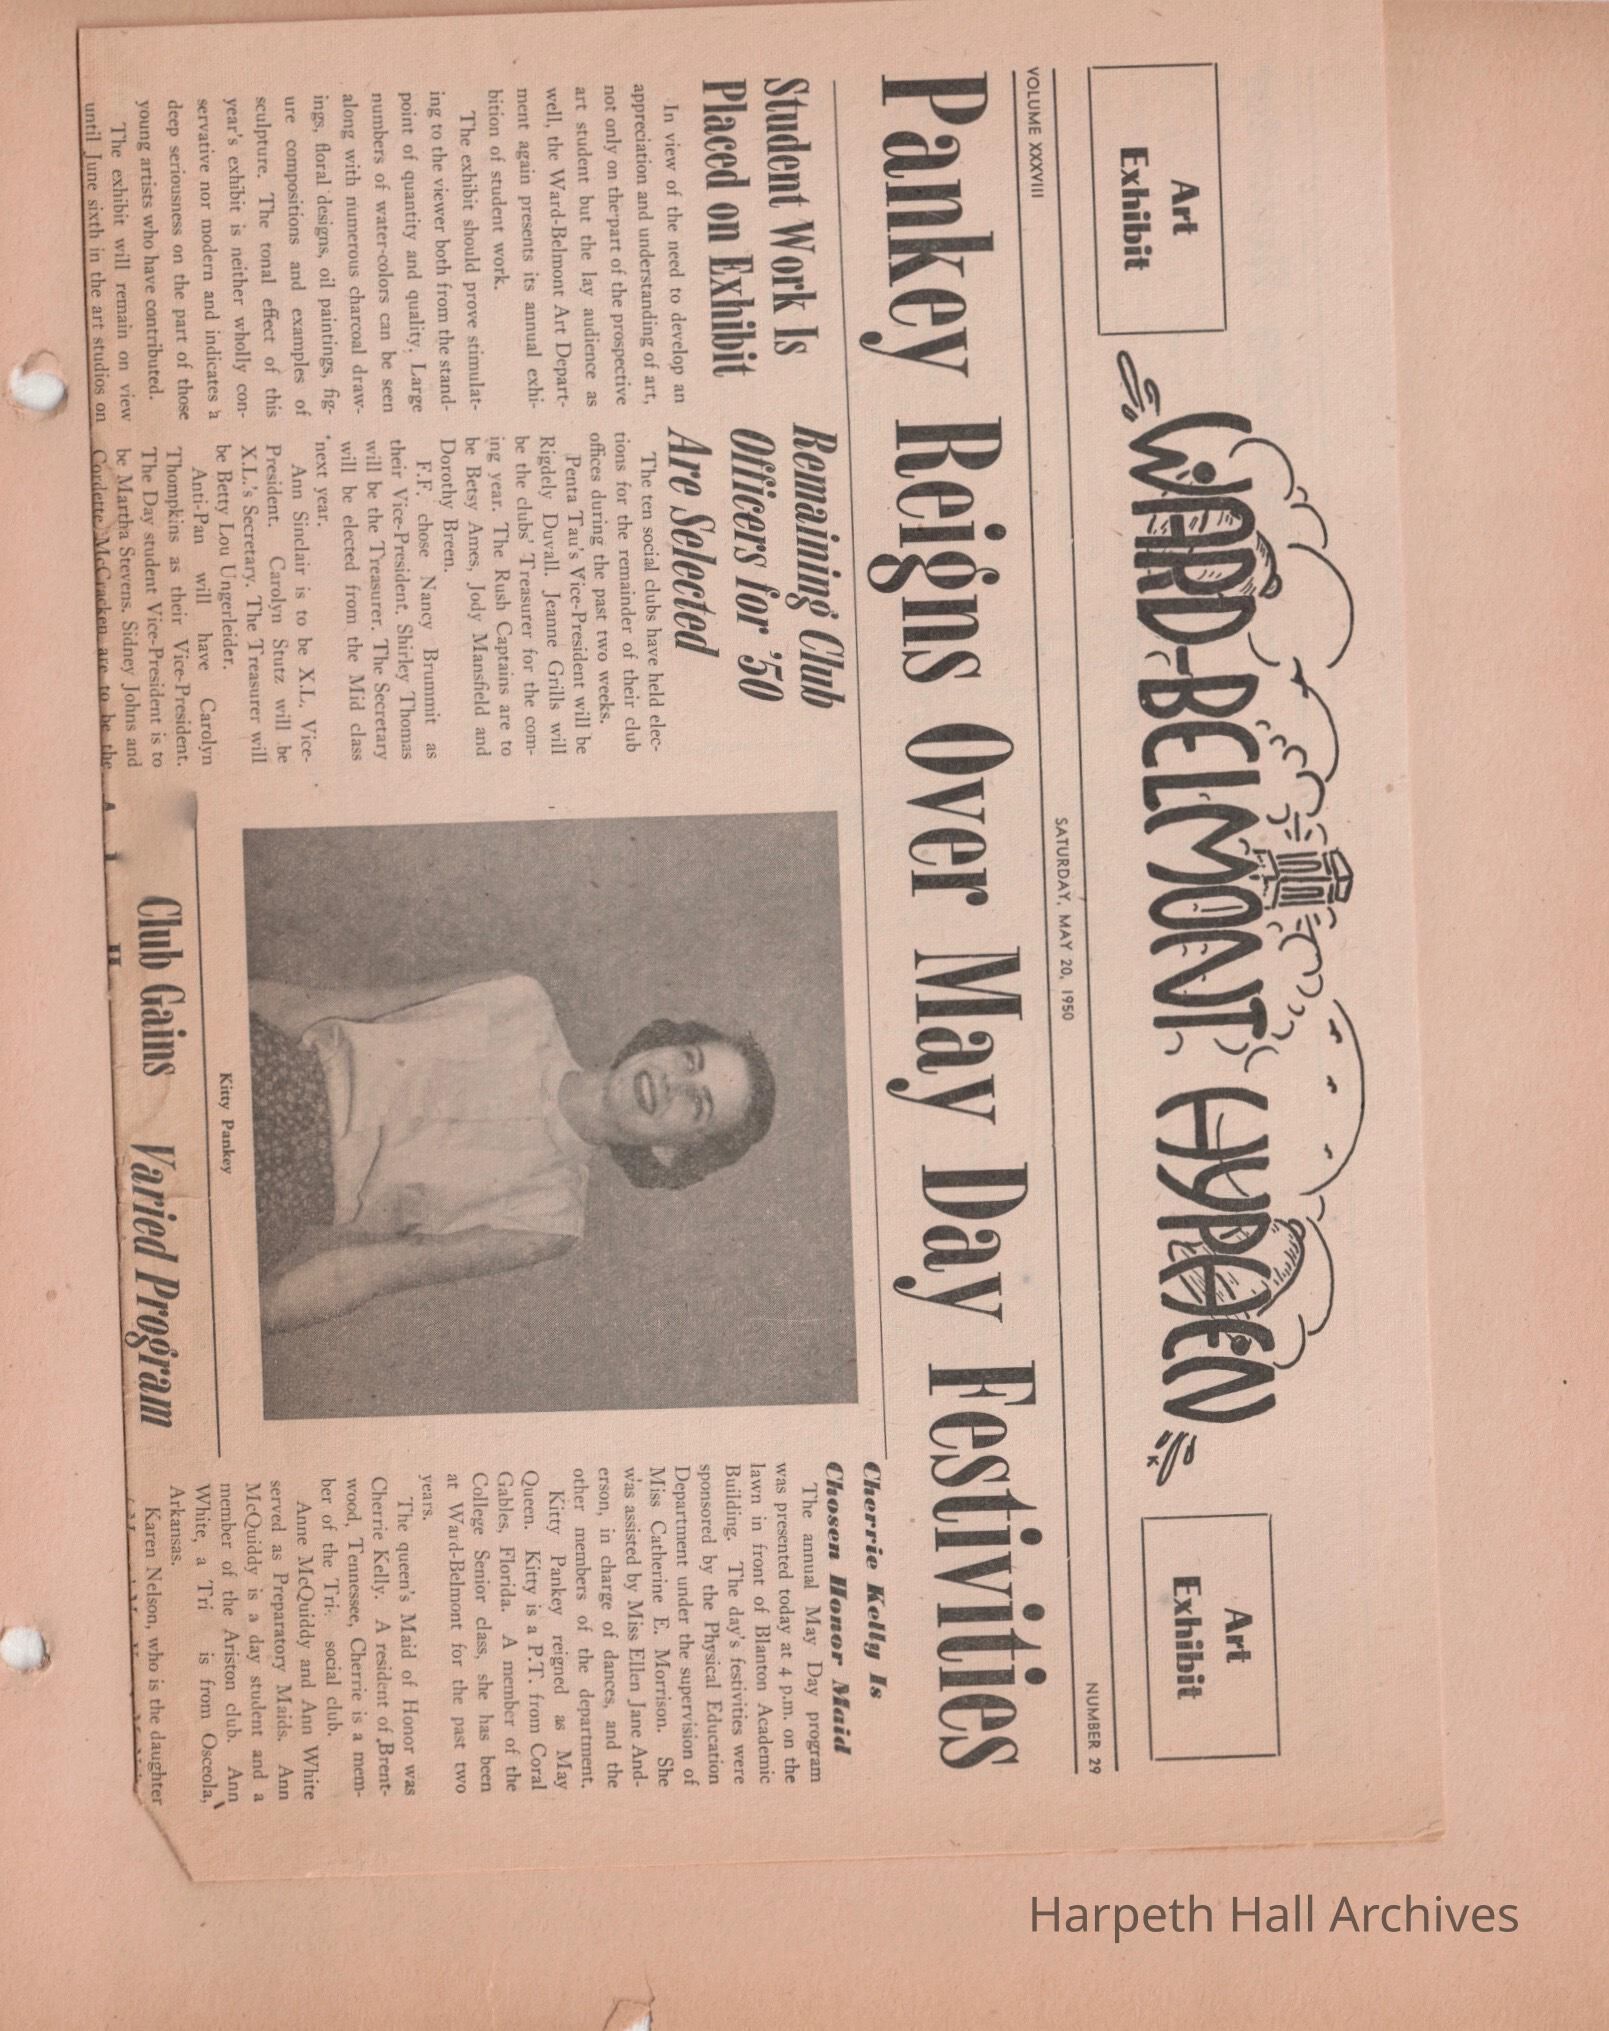 Art
Exhibit
WARD-BELMONT HYPHEN
Art
Exhibit
VOLUME XXXVIII
SATURDAY, MAY 20, 1950
NUMBER 29
Pankey Reigns Over May Day Festivities
Student Work Is
Placed on Exhibit
In view of the need to develop an
appreciation and understanding of art,
not only on the part of the prospective
art student but the lay audience as
well, the Ward-Belmont Art Depart-
ment again presents its annual exhi-
bition of student work.
The exhibit should prove stimulat-
ing to the viewer both from the stand-
point of quantity and quality. Large
numbers of water-colors can be seen
along with numerous charcoal draw-
ings, floral designs, oil paintings, fig-
ure compositions and examples of
sculpture. The tonal effect of this
year's exhibit is neither wholly con-
servative nor modern and indicates a
deep seriousness on the part of those
young artists who have contributed.
The exhibit will remain on view
until June sixth in the art studios on
Remaining Club
Officers for '50
Are Selected
The ten social clubs have held elec-
tions for the remainder of their club
offices during the past two weeks.
Penta Tau's Vice-President will be
Rigdely Duvall. Jeanne Grills will
be the clubs' Treasurer for the com-
ing year. The Rush Captains are to
be Betsy Ames, Jody Mansfield and
Dorothy Breen.
F.F. chose Nancy Brummit as
their Vice-President. Shirley Thomas
will be the Treasurer. The Secretary
will be elected from the Mid class
next year.
Ann Sinclair is to be X.L. Vice-
President. Carolyn Stutz will be
X.L.'s Secretary. The Treasurer will
be Betty Lou Ungerleider.
Anti-Pan will have Carolyn
Thompkins as their Vice-President.
The Day student Vice-President is to
be Martha Stevens. Sidney Johns and
Cordette McCracken are to be the
Kitty Pankey
Club Gains
Varied Program
Cherrie Kelly Is
Chosen Honor Maid
The annual May Day program
was presented today at 4 p.m. on the
lawn in front of Blanton Academic
Building. The day's festivities were
sponsored by the Physical Education
Department under the supervision of
Miss Catherine E. Morrison. She
was assisted by Miss Ellen Jane And-
erson, in charge of dances, and the
other members of the department.
Kitty Pankey reigned as May
Queen. Kitty is a P.T. from Coral
Gables, Florida. A member of the
College Senior class, she has been
at Ward-Belmont for the past two
years.
The queen's Maid of Honor was
Cherrie Kelly. A resident of Brent-
wood, Tennessee, Cherrie is a mem-
ber of the Tri. social club.
Anne McQuiddy and Ann White
served as Preparatory Maids. Ann
McQuiddy is a day student and a
member of the Ariston club. Ann
White, a Tri is from Osceola,
Arkansas.
Karen Nelson, who is the daughter
Harpeth Hall Archives